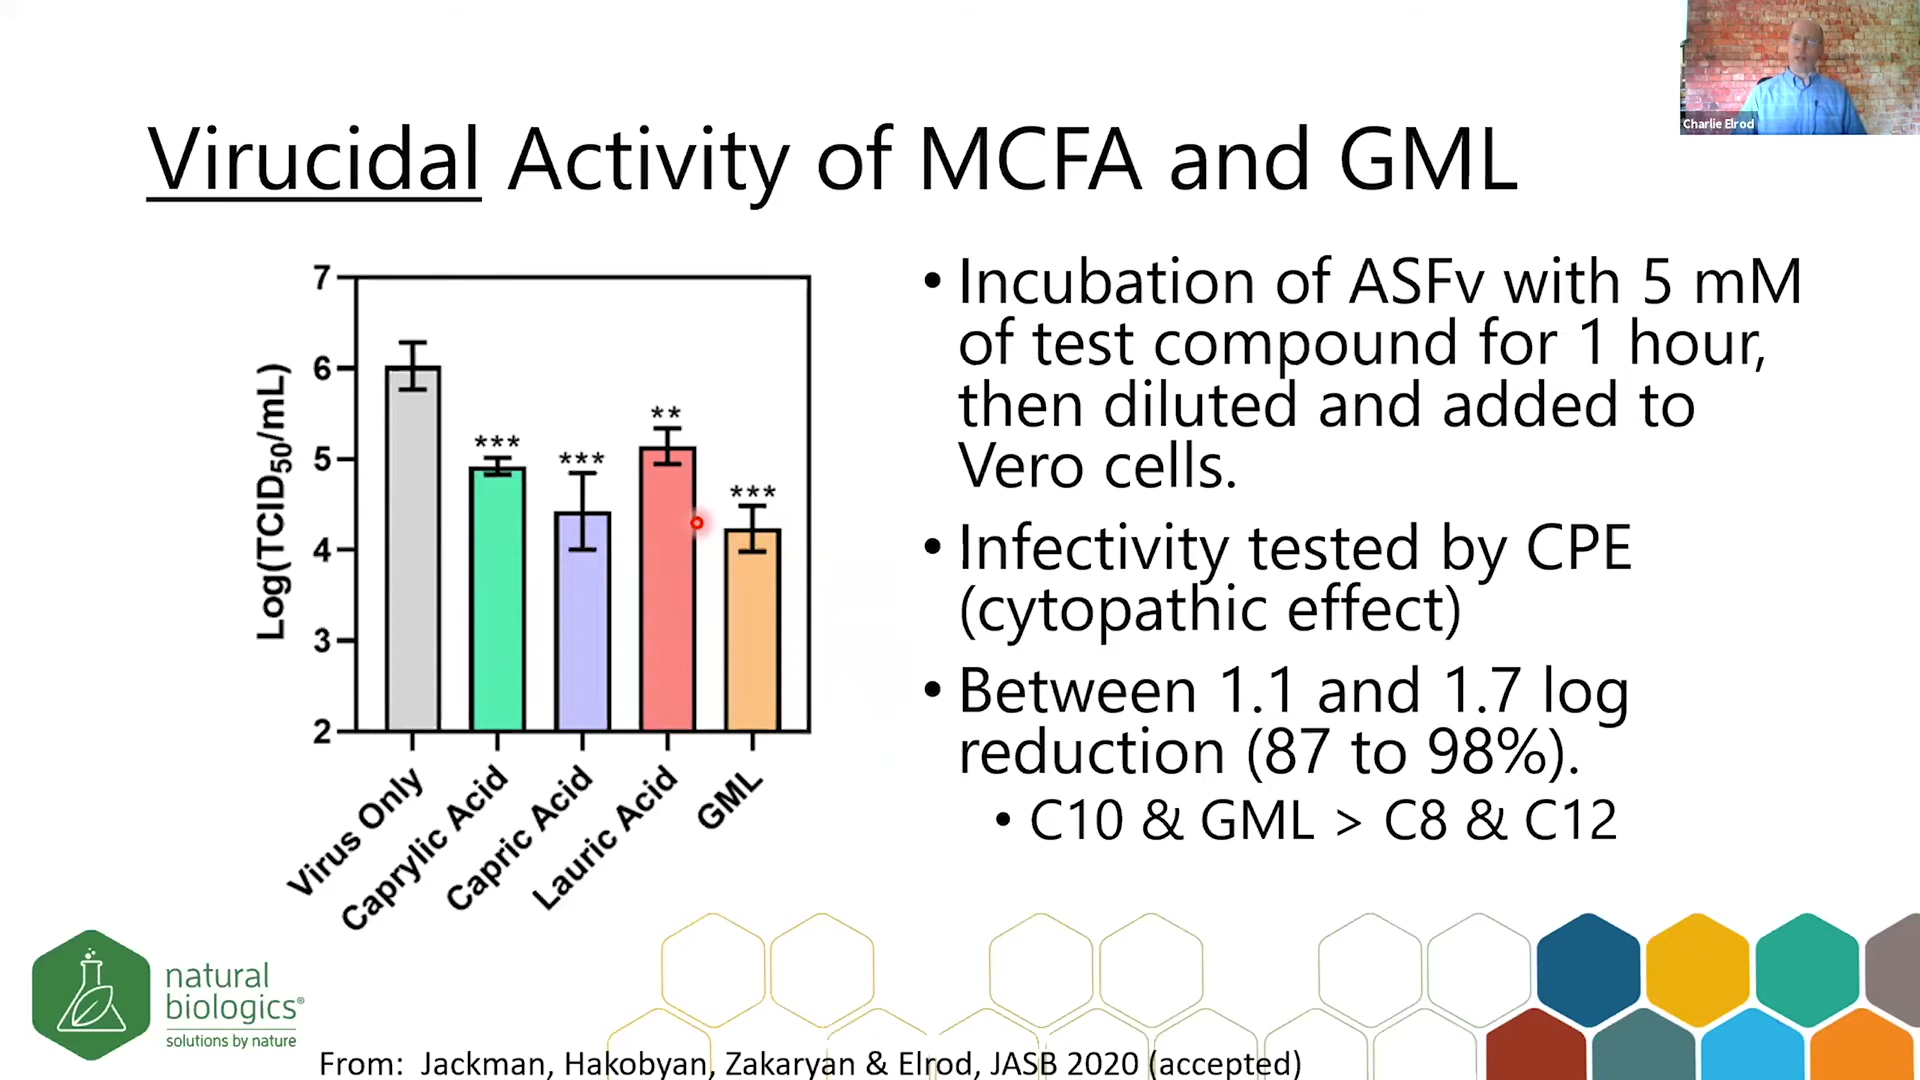 Charlie Elrod
Virucidal Activity of MCFA and GML
7
6
5
4
3
2
Log(TCID50/mL)
***
***
**
***
Virus Only
Caprylic Acid
Capric Acid
Lauric Acid
GML
• Incubation of ASFv with 5 mM
of test compound for 1 hour,
then diluted and added to
Vero cells.
• Infectivity tested by CPE
(cytopathic effect)
• Between 1.1 and 1.7 log
reduction (87 to 98%).
• C10 & GML > C8 & C12
natural
biologics®
solutions by nature
From: Jackman, Hakobyan, Zakaryan & Elrod, JASB 2020 (accepted)